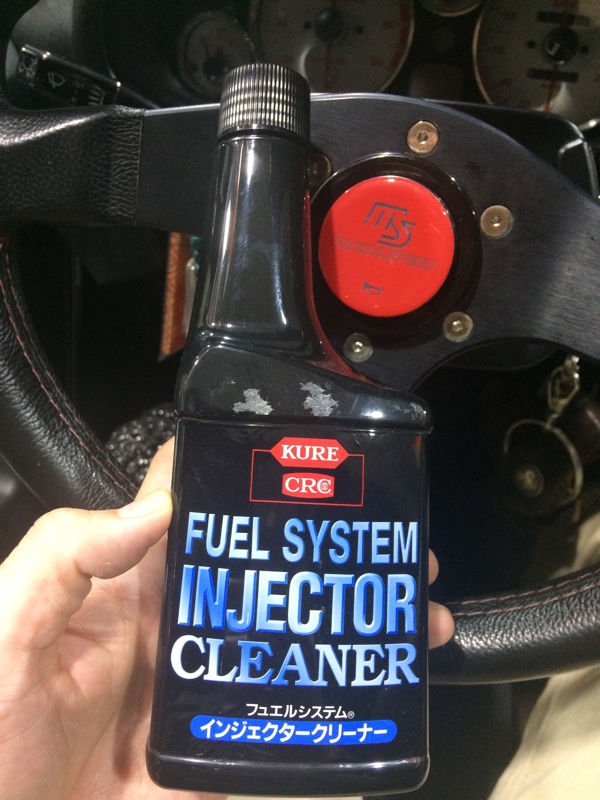 KURE
CRC
FUEL SYSTEM
INJECTOR
CLEANER
フュエルシステム®
インジェクタークリーナー